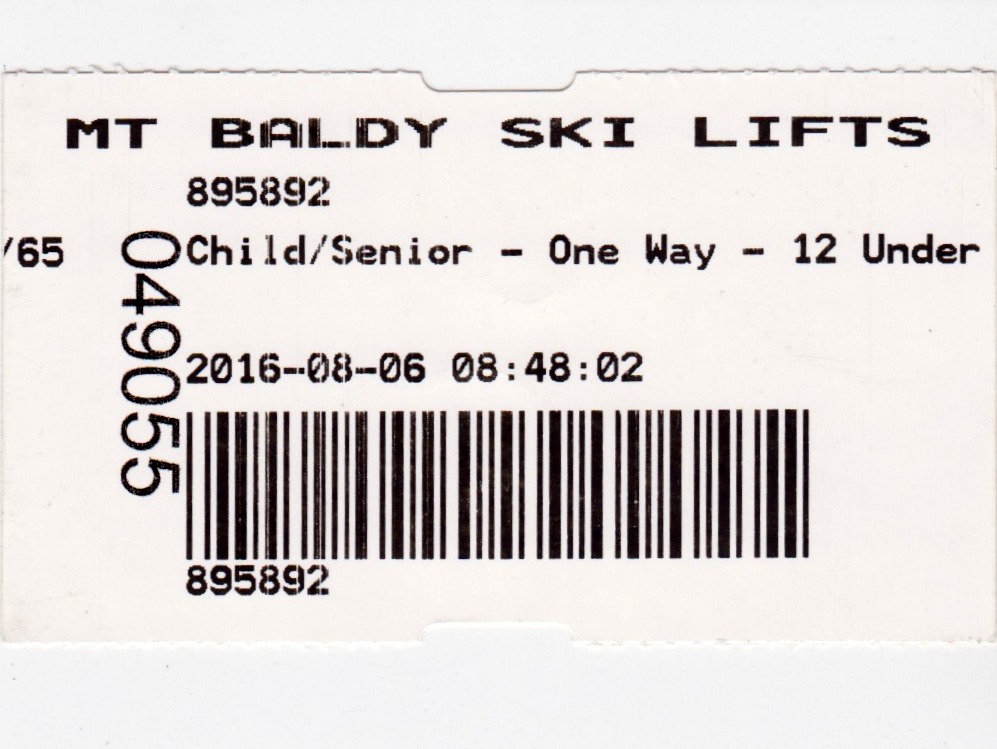 MT BALDY SKI LIFTS
895892
/65 Child/Senior - One Way - 12 Under
049055
2016-08-06 08:48:02
895892